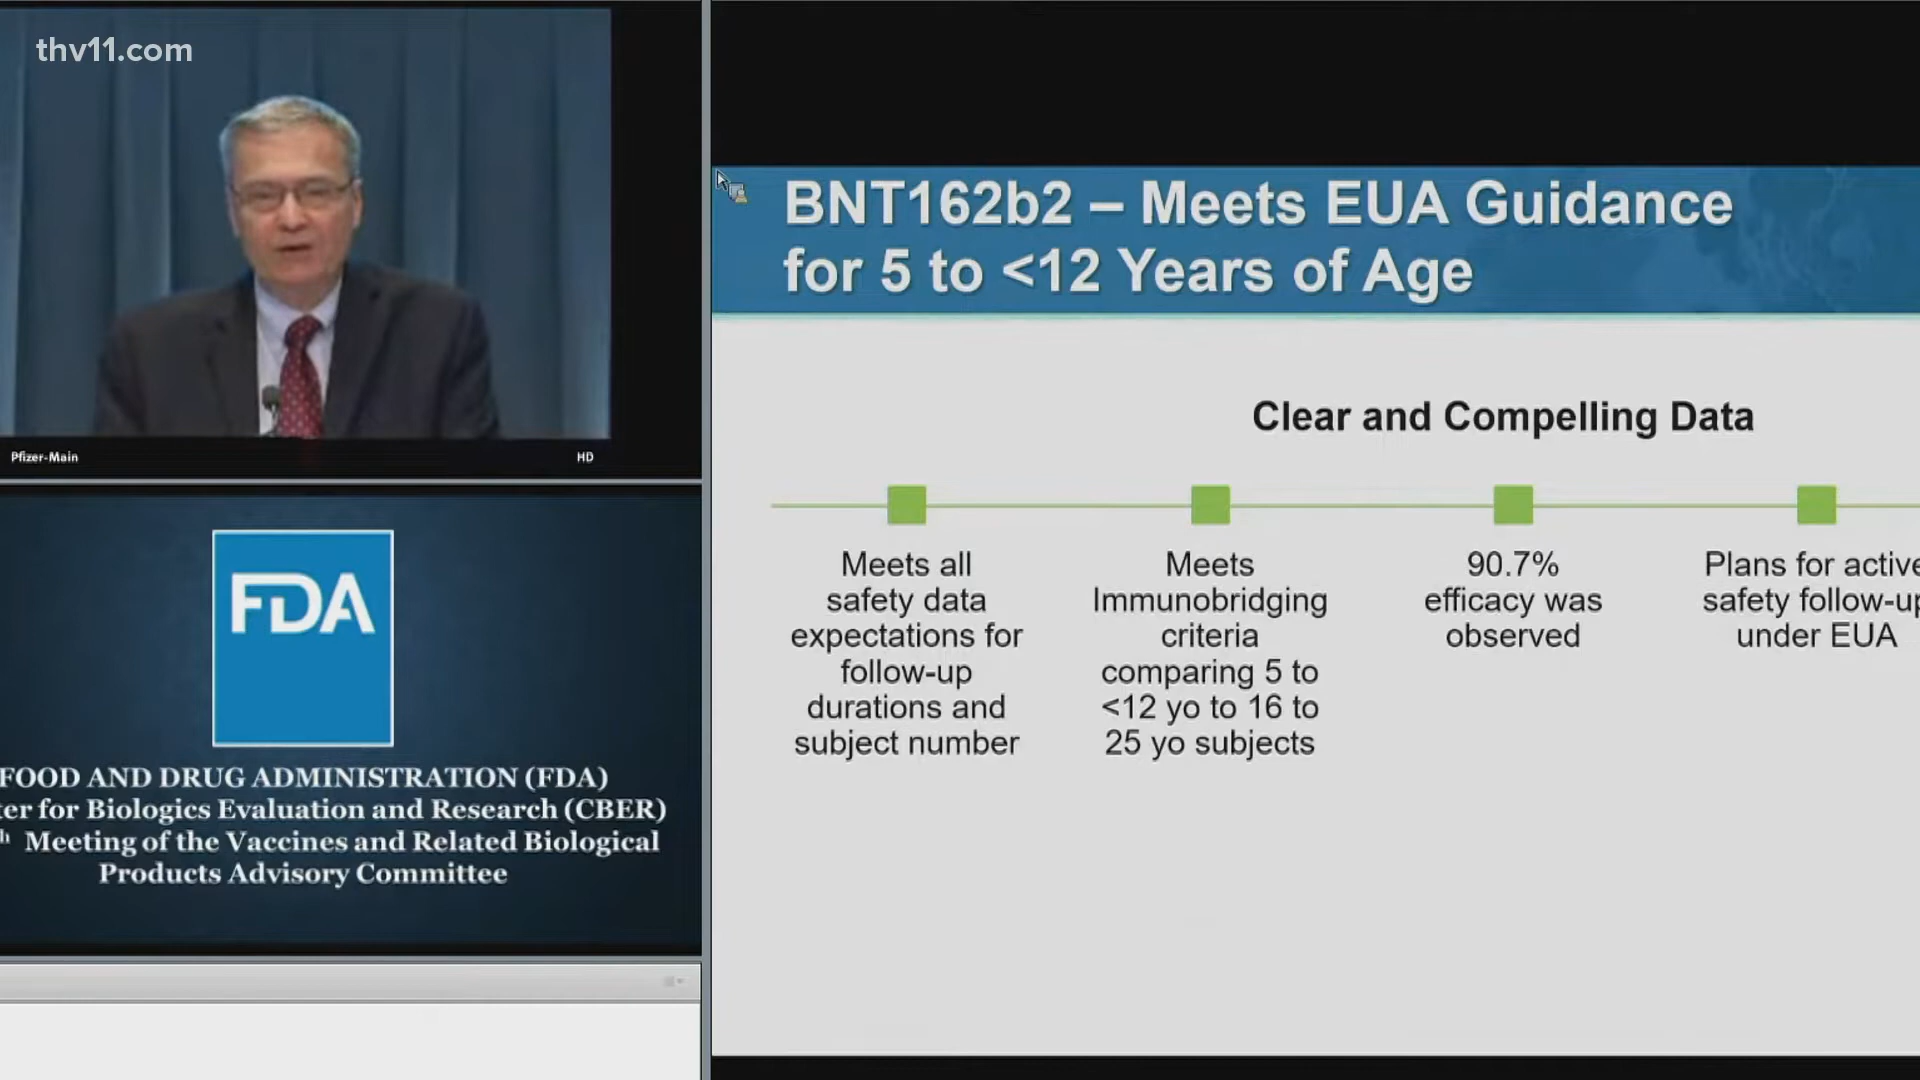 thv11.com
Pfizer-Main
HD
FDA
FOOD AND DRUG ADMINISTRATION (FDA)
ter for Biologics Evaluation and Research (CBER)
h Meeting of the Vaccines and Related Biological
Products Advisory Committee
BNT162b2 – Meets EUA Guidance
for 5 to <12 Years of Age
Clear and Compelling Data
Meets all
safety data
expectations for
follow-up
durations and
subject number
Meets
Immunobridging
criteria
comparing 5 to
<12 yo to 16 to
25 yo subjects
90.7%
efficacy was
observed
Plans for active
safety follow-up
under EUA